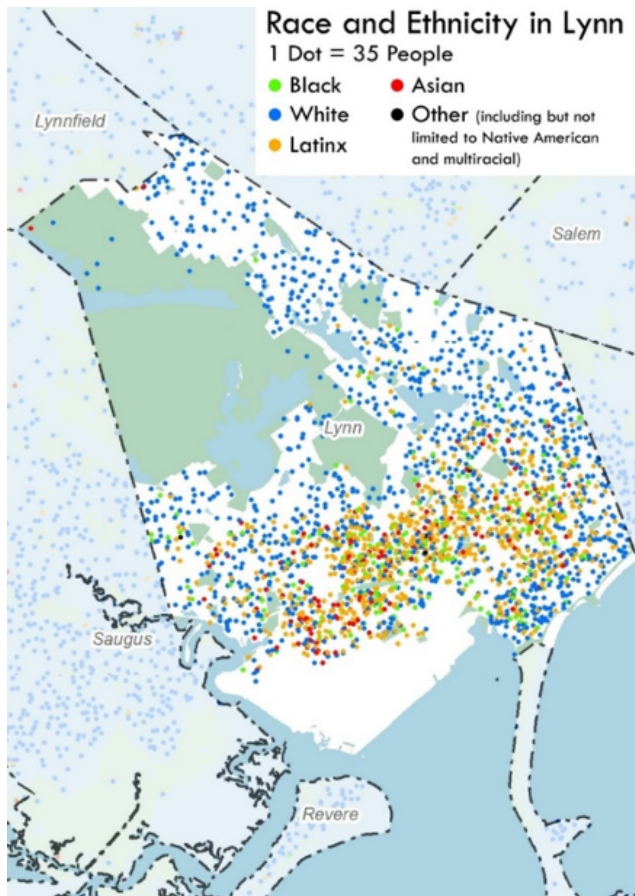 Race and Ethnicity in Lynn
1 Dot = 35 People
Black
Asian
White
Other (including but not
limited to Native American
and multiracial)
Latinx
Lynnfield
Salem
Lynn
Saugus
Revere